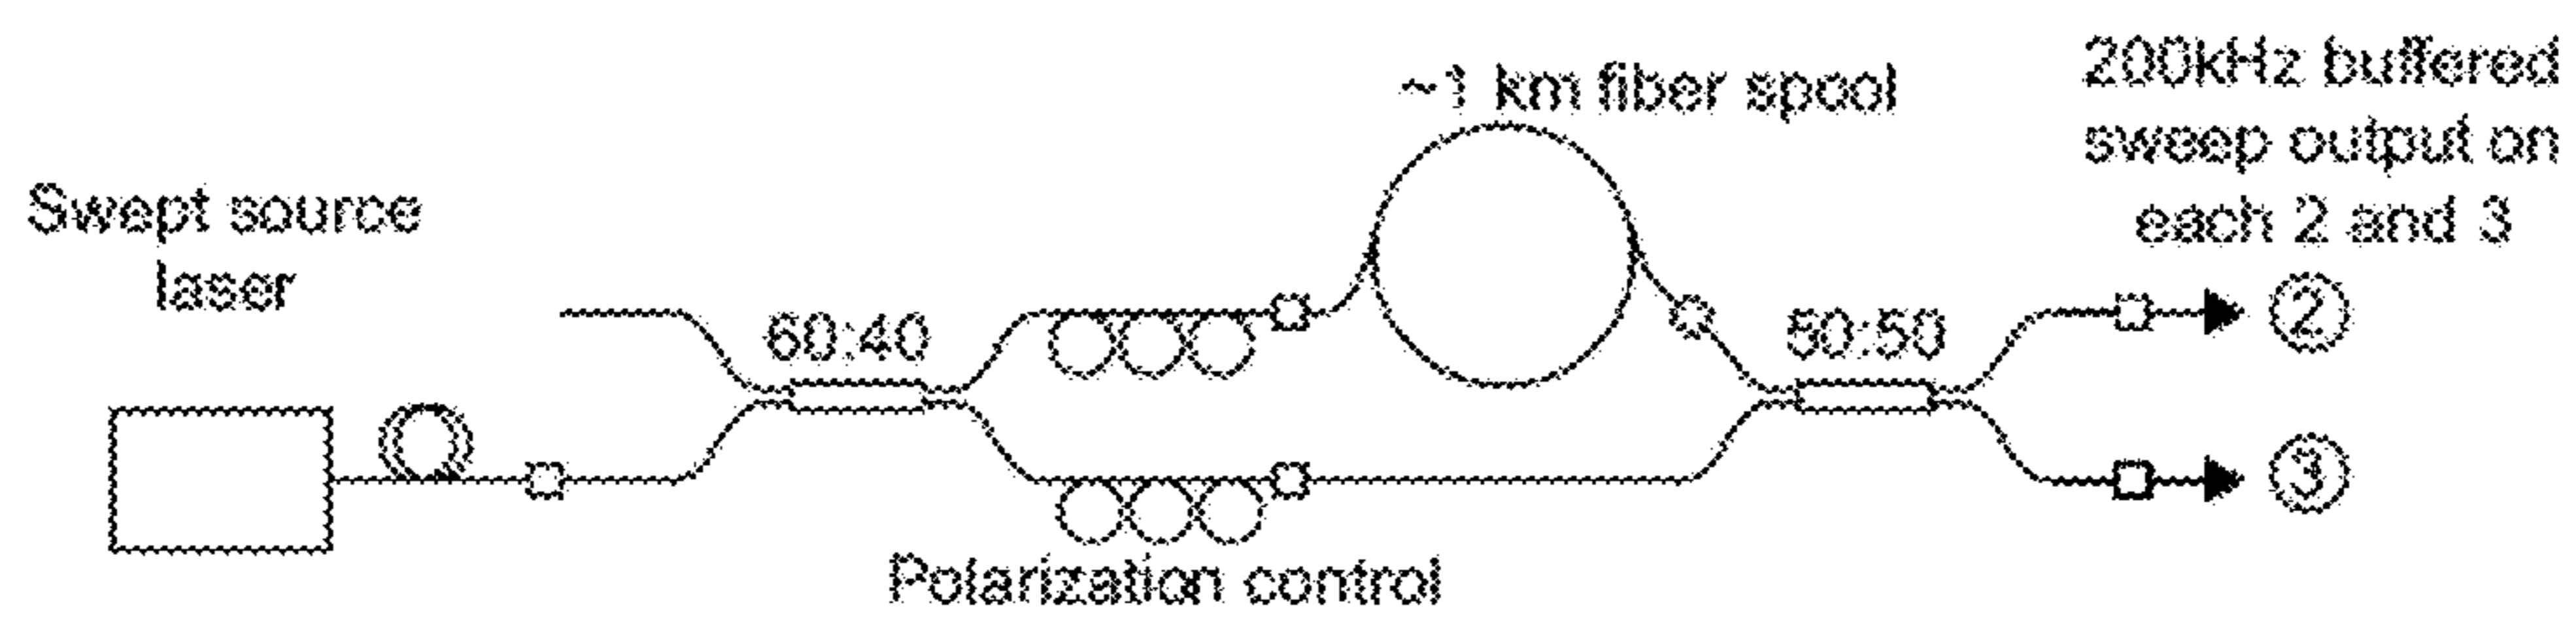 Swept source
laser
60:40
Polarization control
~1 km fiber spool
50:50
200kHz buffered
sweep output on
each 2 and 3
2
3